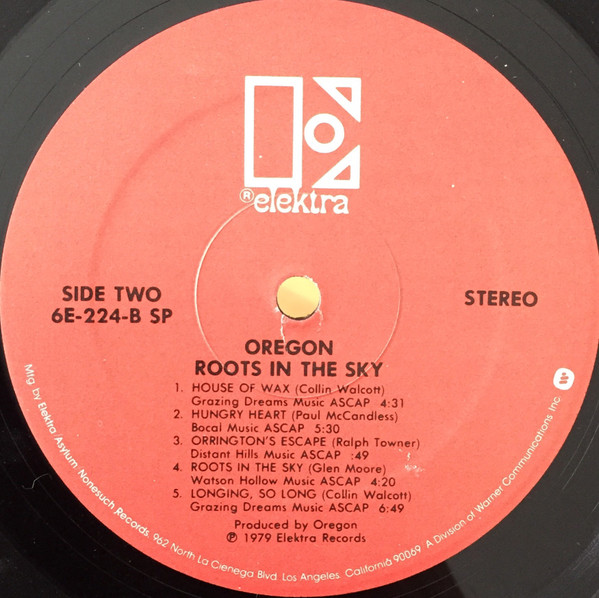 ® elektra
SIDE TWO
6E-224-B SP
STEREO
OREGON
ROOTS IN THE SKY
1. HOUSE OF WAX (Collin Walcott)
Grazing Dreams Music ASCAP 4:31
2. HUNGRY HEART (Paul McCandless)
Bocal Music ASCAP 5:30
3. ORRINGTON'S ESCAPE (Ralph Towner)
Distant Hills Music ASCAP :49
4. ROOTS IN THE SKY (Glen Moore)
Watson Hollow Music ASCAP 4:20
5. LONGING, SO LONG (Collin Walcott)
Grazing Dreams Music ASCAP 6:49
Produced by Oregon
℗ 1979 Elektra Records
Mfg by Elektra/Asylum/Nonesuch Records, 962 North La Cienega Blvd. Los Angeles, California 90069 A Division of Warner Communications Inc